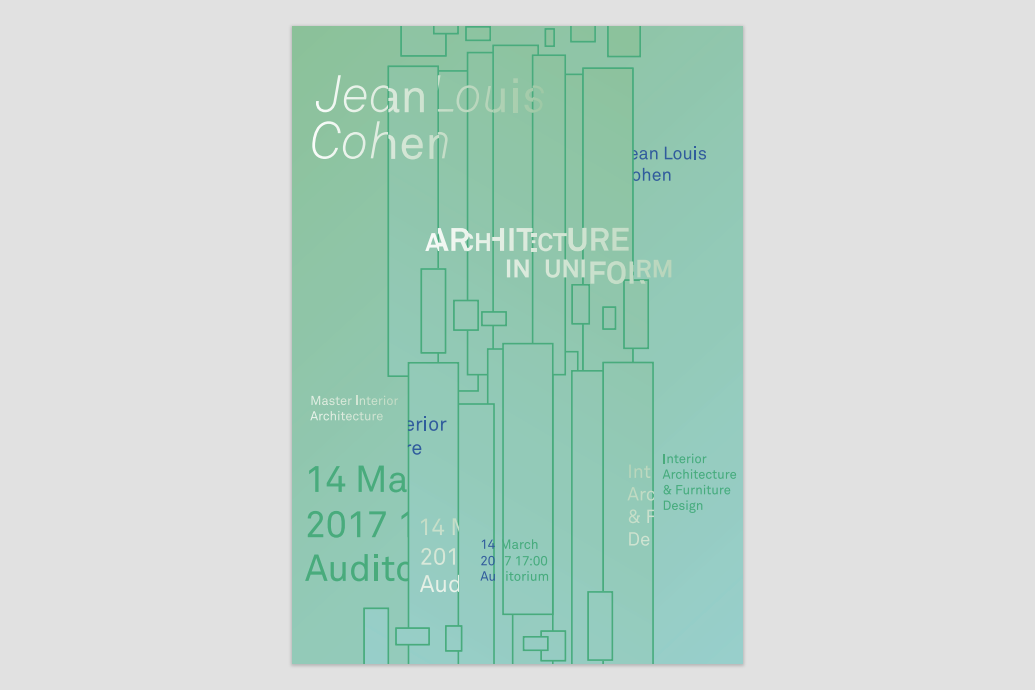 Jean Louis
Cohen
ean Louis
ohen
ARCHITECTURE
IN UNIFORM
Master Interior
Architecture
erior
re
14 Ma
2017 1
Audito
14 M
201
Aud
14 March
2017 17:00
Auditorium
Int
Arc
& F
De
Interior
Architecture
& Furniture
Design